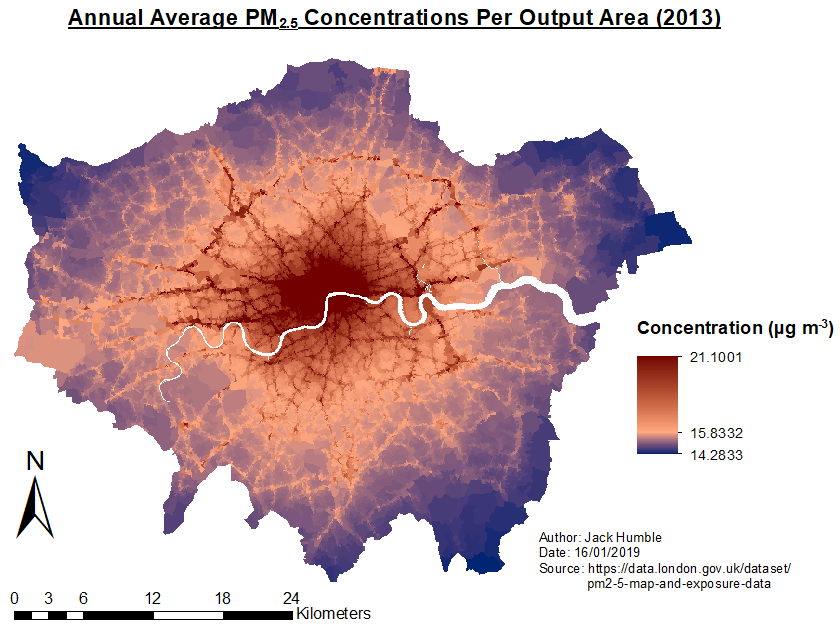 Annual Average PM2.5 Concentrations Per Output Area (2013)
Concentration (µg m-3)
21.1001
15.8332
14.2833
N
Author: Jack Humble
Date: 16/01/2019
Source: https://data.london.gov.uk/dataset/
pm2-5-map-and-exposure-data
0 3 6 12 18 24
Kilometers